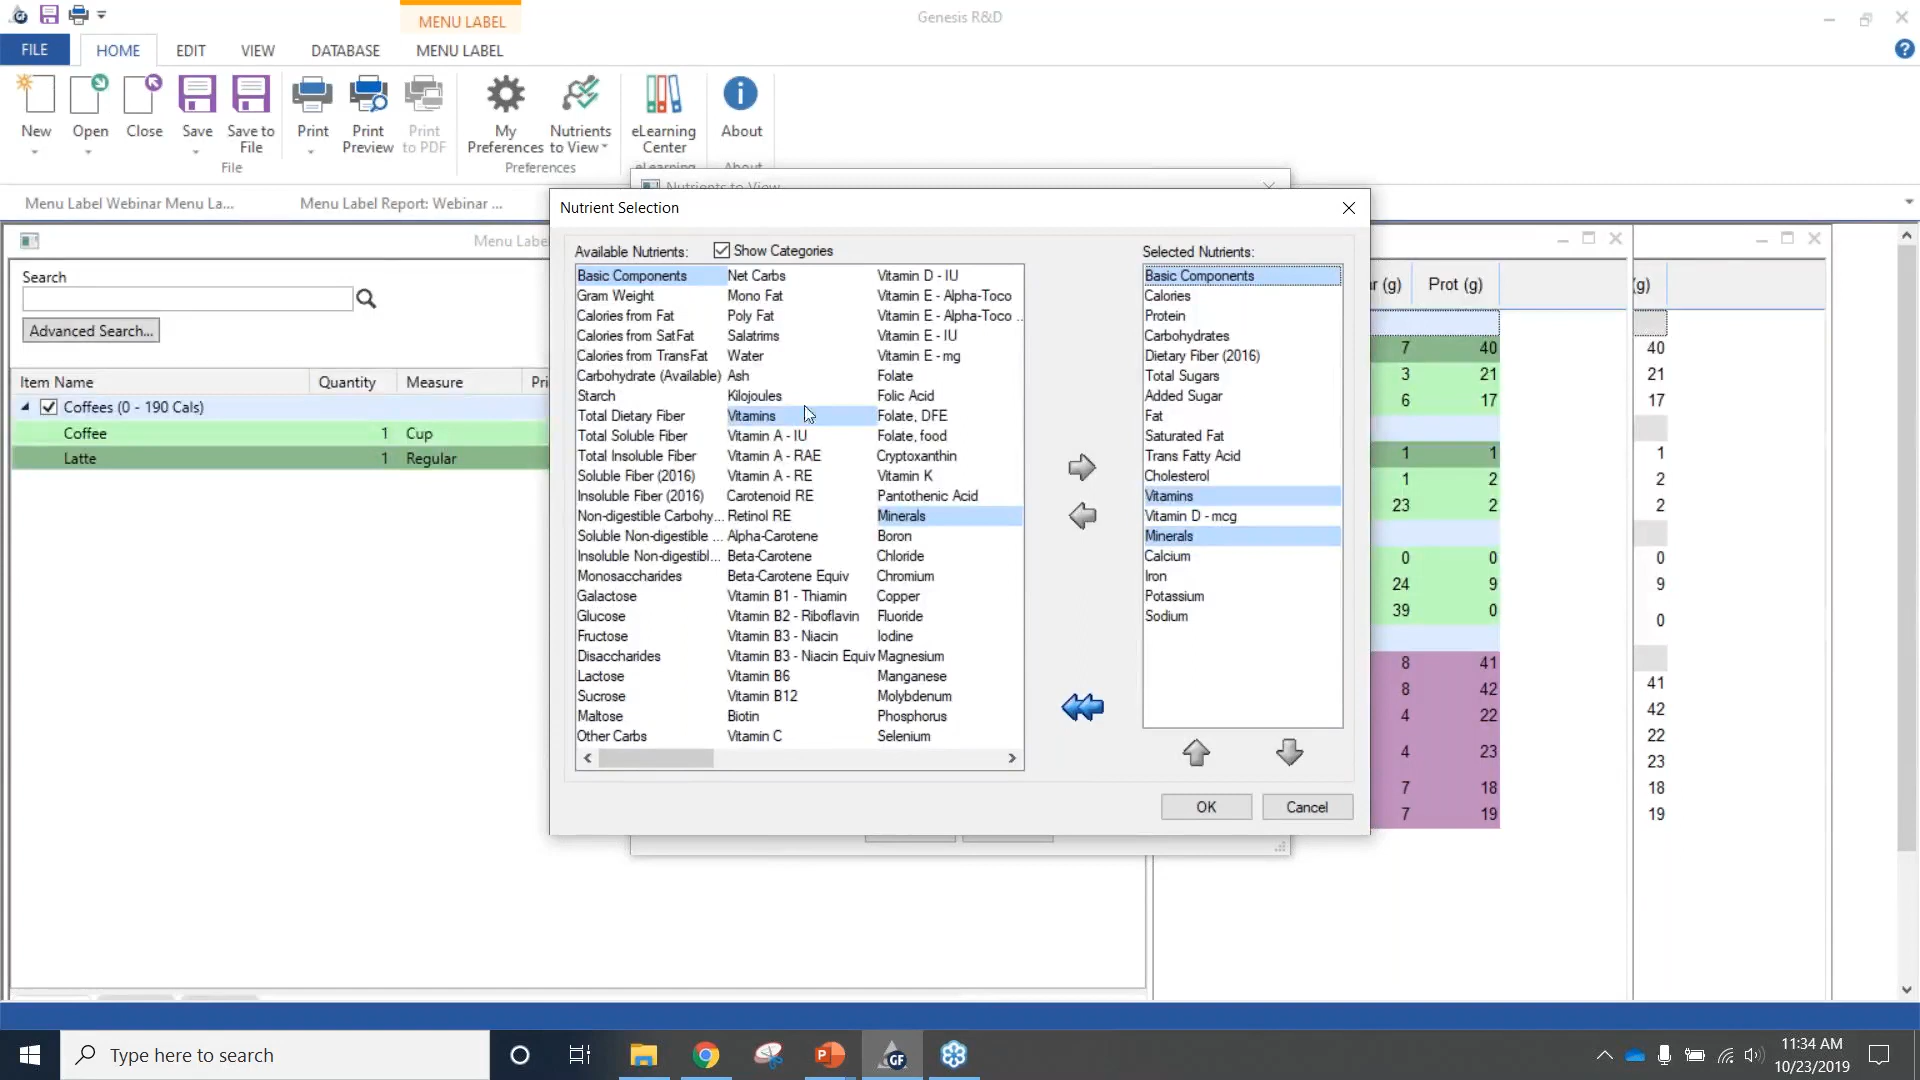 MENU LABEL
Genesis R&D
FILE HOME EDIT VIEW DATABASE MENU LABEL
New Open Close Save Save to File Print Print Preview Print to PDF My Preferences Nutrients to View eLearning Center About
File Preferences eLearning About
Menu Label Webinar Menu La... Menu Label Report: Webinar ...
Nutrients to View
Nutrient Selection
Menu Labe
Search
Advanced Search...
Item Name Quantity Measure
Coffees (0 - 190 Cals)
Coffee 1 Cup
Latte 1 Regular
Available Nutrients: Show Categories
Basic Components
Gram Weight
Calories from Fat
Calories from SatFat
Calories from TransFat
Carbohydrate (Available)
Starch
Total Dietary Fiber
Total Soluble Fiber
Total Insoluble Fiber
Soluble Fiber (2016)
Insoluble Fiber (2016)
Non-digestible Carbohy...
Soluble Non-digestible ...
Insoluble Non-digestibl...
Monosaccharides
Galactose
Glucose
Fructose
Disaccharides
Lactose
Sucrose
Maltose
Other Carbs
Net Carbs
Mono Fat
Poly Fat
Salatrims
Water
Ash
Kilojoules
Vitamins
Vitamin A - IU
Vitamin A - RAE
Vitamin A - RE
Carotenoid RE
Retinol RE
Alpha-Carotene
Beta-Carotene
Beta-Carotene Equiv
Vitamin B1 - Thiamin
Vitamin B2 - Riboflavin
Vitamin B3 - Niacin
Vitamin B3 - Niacin Equiv
Vitamin B6
Vitamin B12
Biotin
Vitamin C
Vitamin D - IU
Vitamin E - Alpha-Toco
Vitamin E - Alpha-Toco ...
Vitamin E - IU
Vitamin E - mg
Folate
Folic Acid
Folate, DFE
Folate, food
Cryptoxanthin
Vitamin K
Pantothenic Acid
Minerals
Boron
Chloride
Chromium
Copper
Fluoride
Iodine
Magnesium
Manganese
Molybdenum
Phosphorus
Selenium
Selected Nutrients:
Basic Components
Calories
Protein
Carbohydrates
Dietary Fiber (2016)
Total Sugars
Added Sugar
Fat
Saturated Fat
Trans Fatty Acid
Cholesterol
Vitamins
Vitamin D - mcg
Minerals
Calcium
Iron
Potassium
Sodium
OK Cancel
r (g) Prot (g) (g)
7 40 40
3 21 21
6 17 17
1 1 1
1 2 2
23 2 2
0 0 0
24 9 9
39 0 0
8 41 41
8 42 42
4 22 22
4 23 23
7 18 18
7 19 19
Type here to search
GF
11:34 AM
10/23/2019